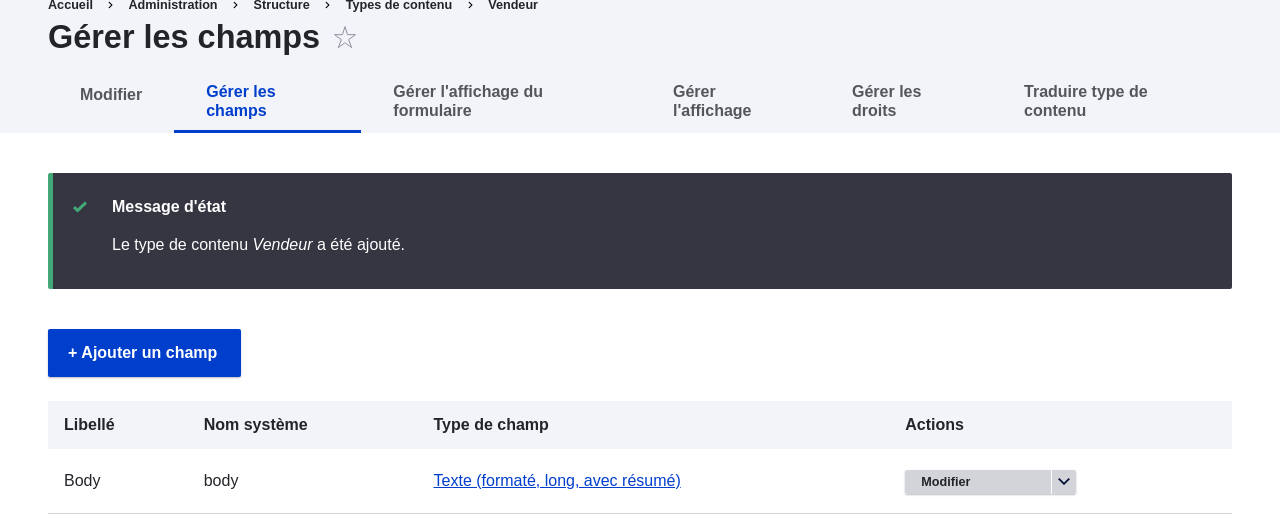 Accueil > Administration > Structure > Types de contenu > Vendeur
Gérer les champs ☆
Modifier
Gérer les
champs
Gérer l'affichage du
formulaire
Gérer
l'affichage
Gérer les
droits
Traduire type de
contenu
Message d'état
Le type de contenu Vendeur a été ajouté.
+ Ajouter un champ
Libellé Nom système Type de champ Actions
Body body Texte (formaté, long, avec résumé) Modifier